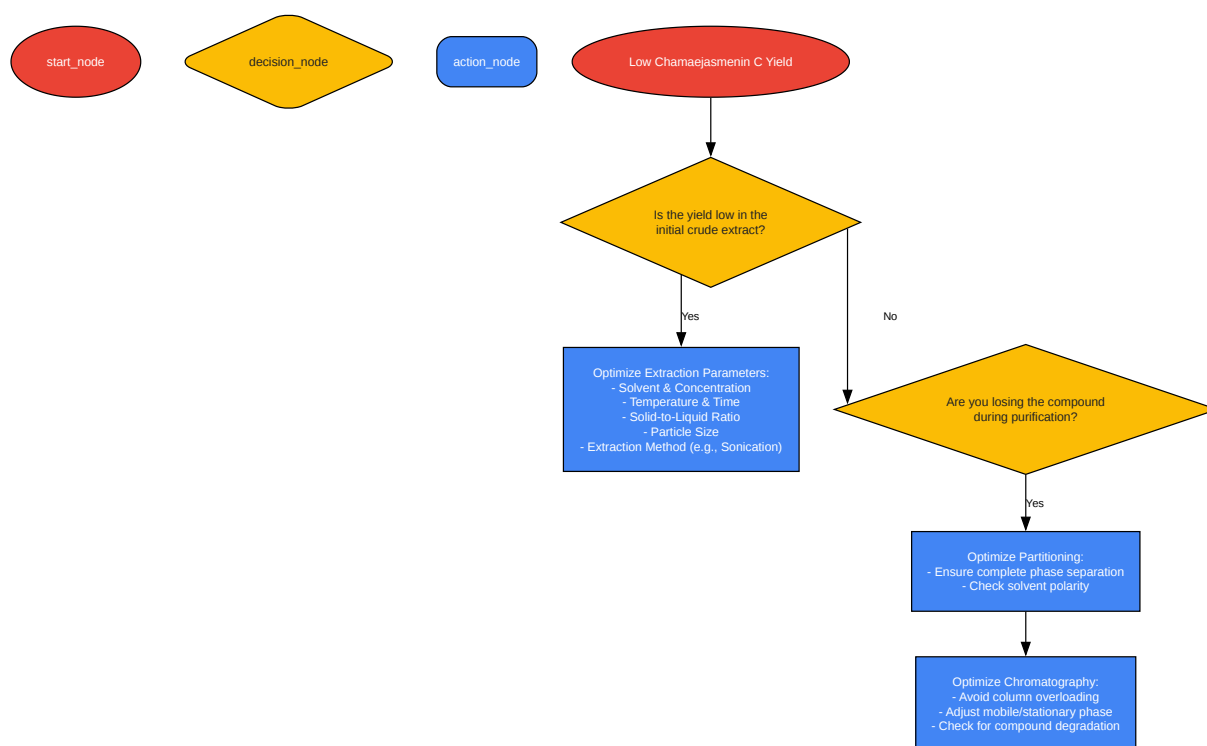 start_node
decision_node
action_node
Low Chamaejasmenin C Yield
Is the yield low in the
initial crude extract?
Yes
No
Optimize Extraction Parameters:
- Solvent & Concentration
- Temperature & Time
- Solid-to-Liquid Ratio
- Particle Size
- Extraction Method (e.g., Sonication)
Are you losing the compound
during purification?
Yes
Optimize Partitioning:
- Ensure complete phase separation
- Check solvent polarity
Optimize Chromatography:
- Avoid column overloading
- Adjust mobile/stationary phase
- Check for compound degradation